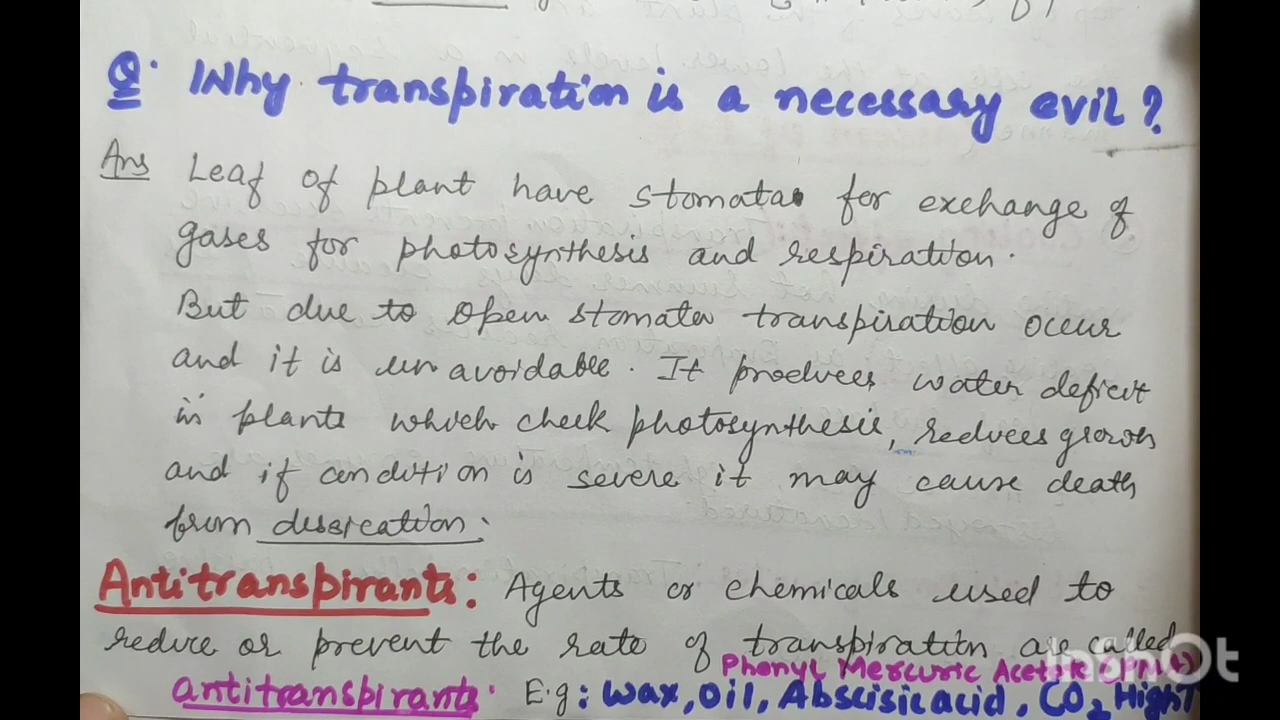 Q. Why transpiration is a necessary evil?
Ans Leaf of plant have stomata for exchange of
gases for photosynthesis and respiration.
But due to open stomata transpiration occur
and it is unavoidable. It produces water deficit
in plants which check photosynthesis, reduces growth
and if condition is severe it may cause death
from dessication.
Antitranspirants: Agents or chemicals used to
reduce or prevent the rate of transpiration are called
Phenyl Mercuric Acetate (PMA)
antitranspirants. E.g: Wax, Oil, Abscisic acid, CO2 High
InShot